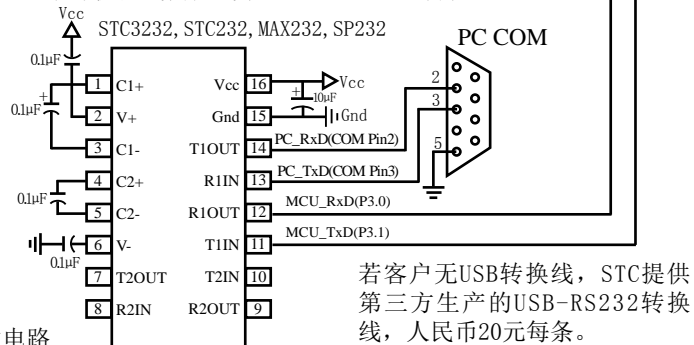 Vcc
STC3232,STC232,MAX232,SP232
PC COM
0.1μF
1 C1+ Vcc 16 Vcc
+ 10μF
2
0.1μF +
2 V+ Gnd 15 Gnd
3
3 C1- T1OUT 14 PC_RxD(COM Pin2)
5
4 C2+ R1IN 13 PC_TxD(COM Pin3)
0.1μF
5 C2- R1OUT 12 MCU_RxD(P3.0)
6 V- T1IN 11 MCU_TxD(P3.1)
0.1μF
7 T2OUT T2IN 10
8 R2IN R2OUT 9
若客户无USB转换线，STC提供
第三方生产的USB-RS232转换
线，人民币20元每条。
电路